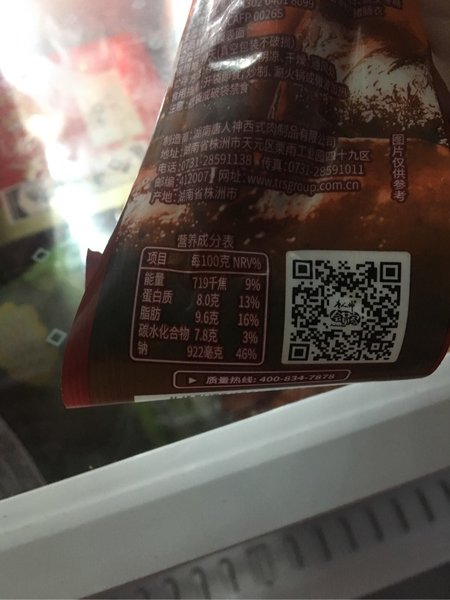 CAFP 00265
制造商:湖南唐人神西式肉制品有限公司
地址:湖南省株洲市天元区栗雨工业园四十九区
电话:0731-28591138 传真:0731-28591011
邮编:412007 网址:www.trsgroup.com.cn
产地:湖南省株洲市
图片仅供参考
营养成分表
项目 每100克 NRV%
能量 719千焦 9%
蛋白质 8.0克 13%
脂肪 9.6克 16%
碳水化合物 7.8克 3%
钠 922毫克 46%
质量热线:400-834-7878